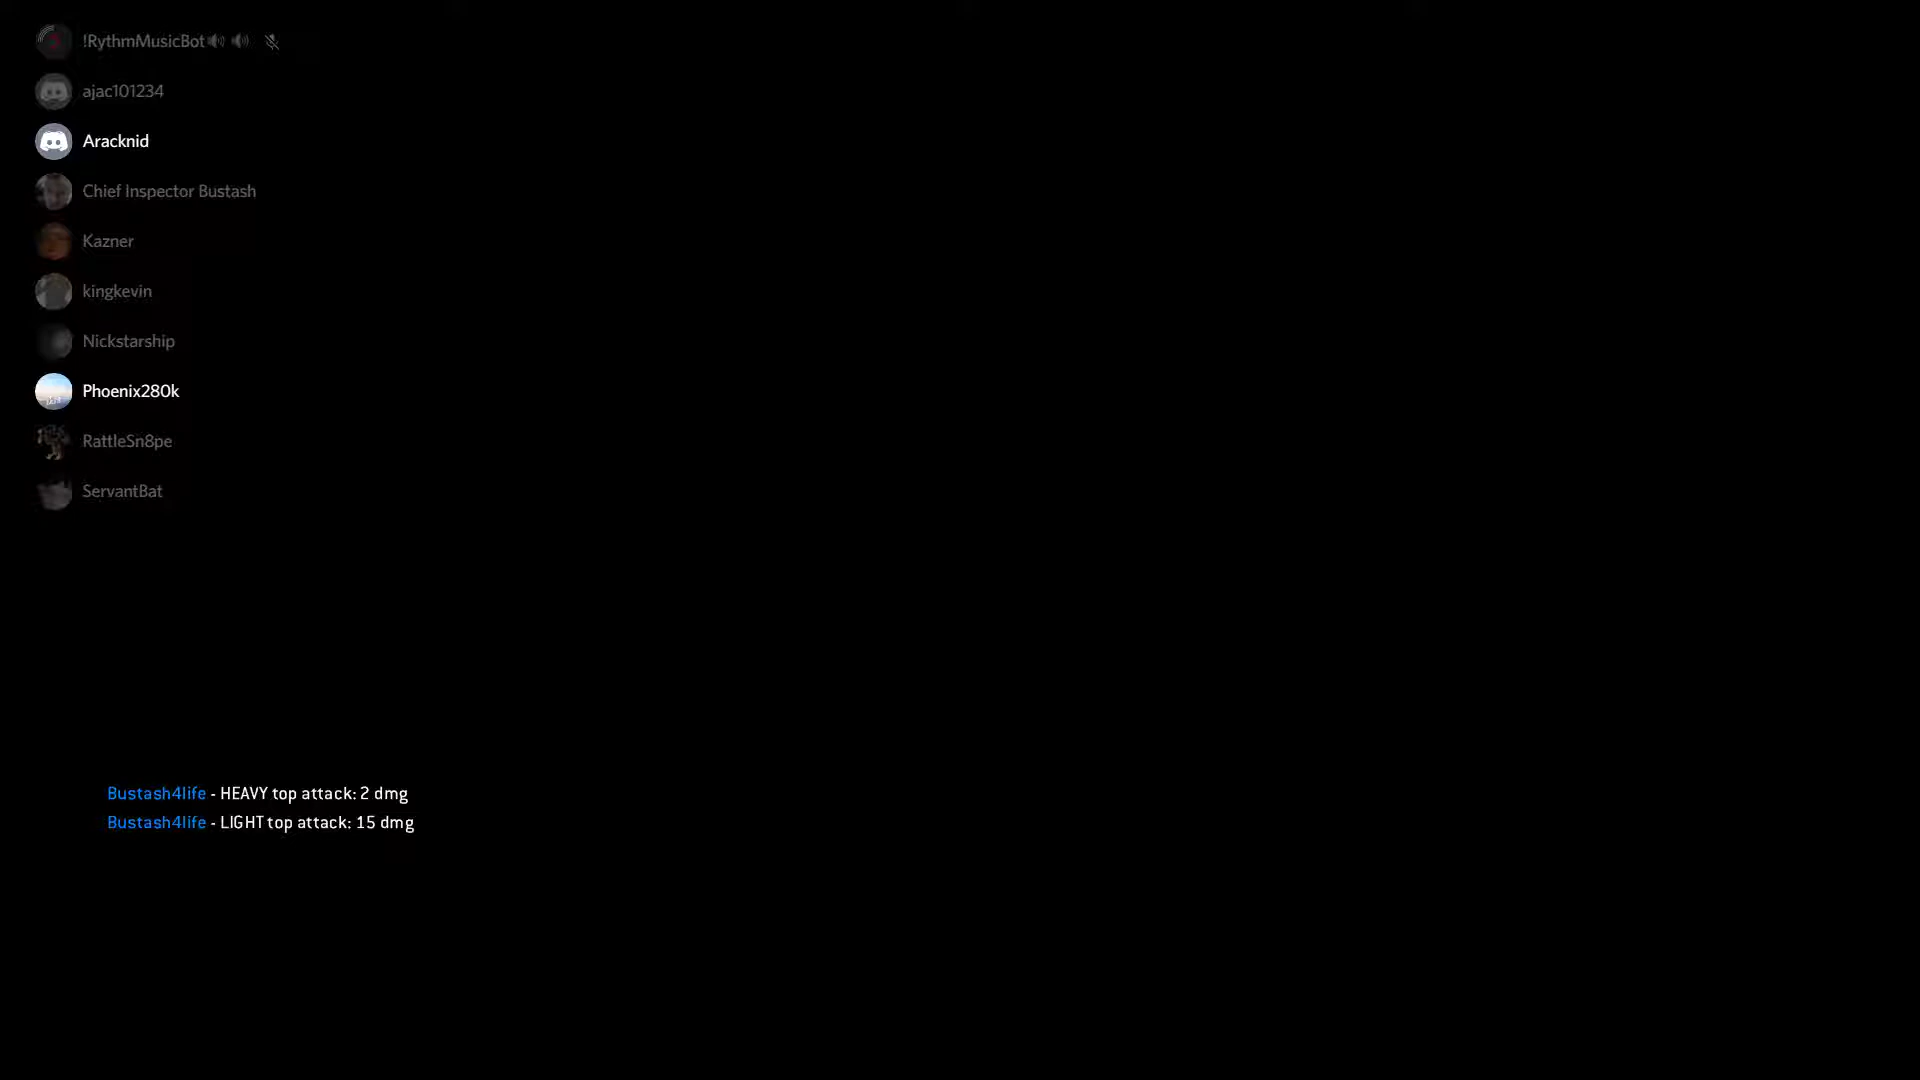 !RythmMusicBot
ajac101234
Aracknid
Chief Inspector Bustash
Kazner
kingkevin
Nickstarship
Phoenix280k
RattleSn8pe
ServantBat
Bustash4life - HEAVY top attack: 2 dmg
Bustash4life - LIGHT top attack: 15 dmg